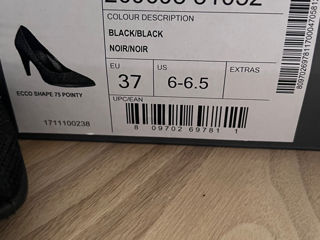 COLOUR DESCRIPTION
BLACK/BLACK
NOIR/NOIR
EU
US
EXTRAS
37
6-6.5
UPC/EAN
8 09702 69781 1
ECCO SHAPE 75 POINTY
1711100238